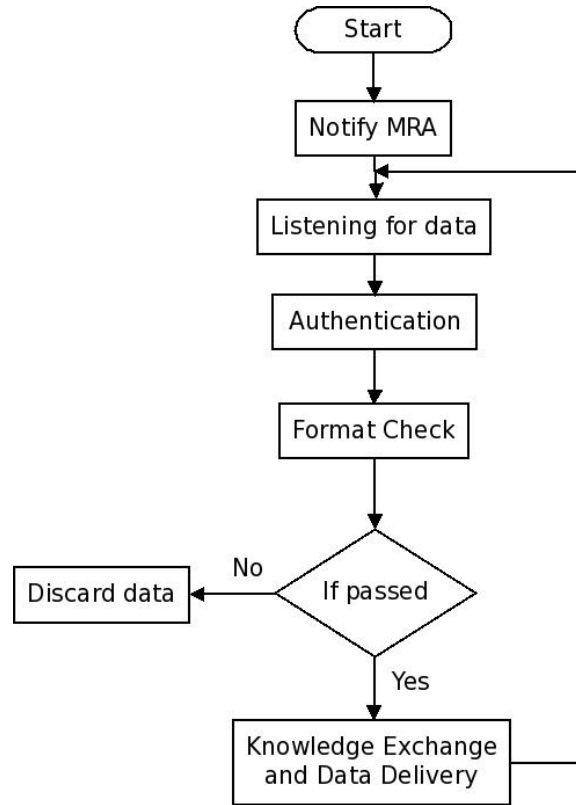 Start
Notify MRA
Listening for data
Authentication
Format Check
If passed
No
Discard data
Yes
Knowledge Exchange
and Data Delivery